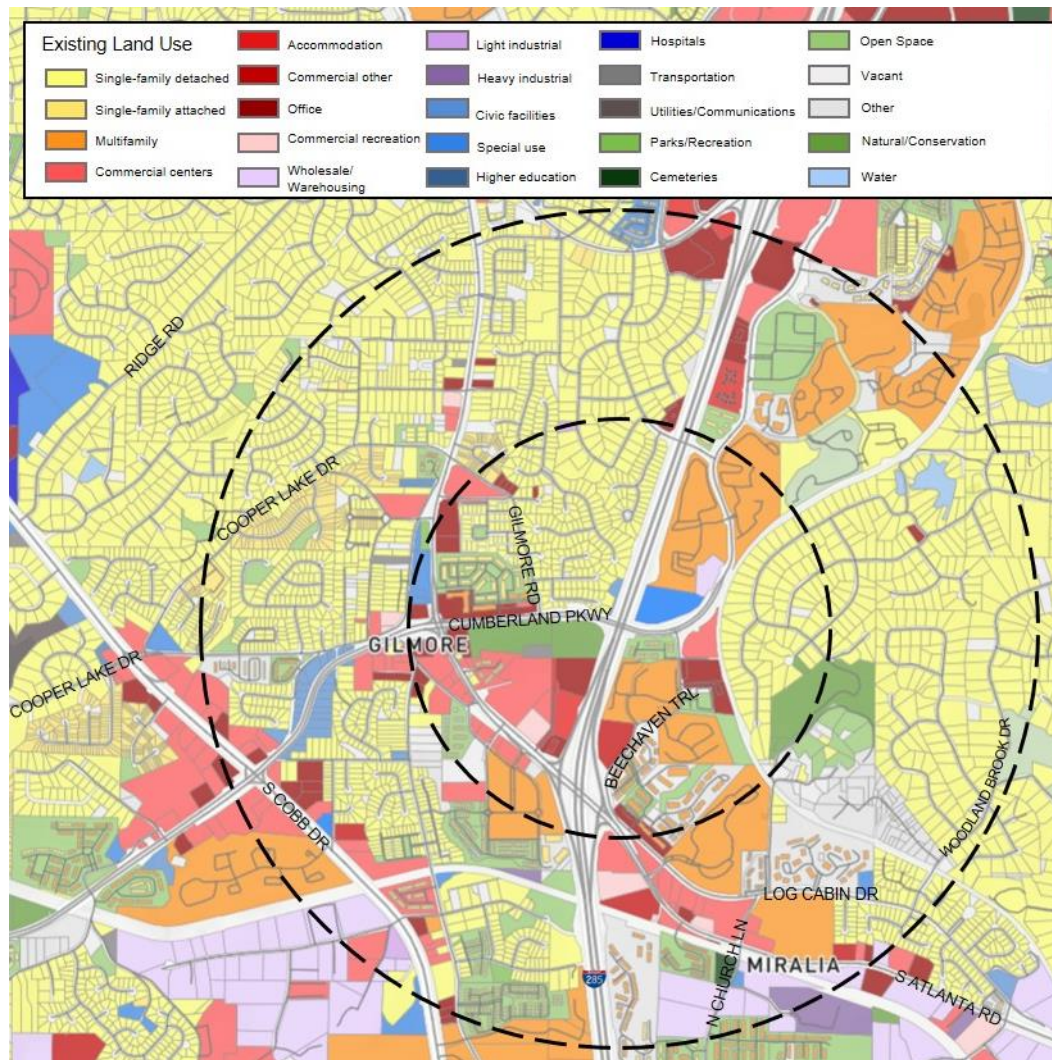 Existing Land Use
Single-family detached
Single-family attached
Multifamily
Commercial centers
Accommodation
Commercial other
Office
Commercial recreation
Wholesale/
Warehousing
Light industrial
Heavy industrial
Civic facilities
Special use
Higher education
Hospitals
Transportation
Utilities/Communications
Parks/Recreation
Cemeteries
Open Space
Vacant
Other
Natural/Conservation
Water
RIDGE RD
COOPER LAKE DR
GILMORE RD
CUMBERLAND PKWY
GILMORE
COOPER LAKE DR
BEECHAVEN TRL
S COBB DR
WOODLAND BROOK DR
LOG CABIN DR
N CHURCH LN
MIRALIA
S ATLANTA RD
285